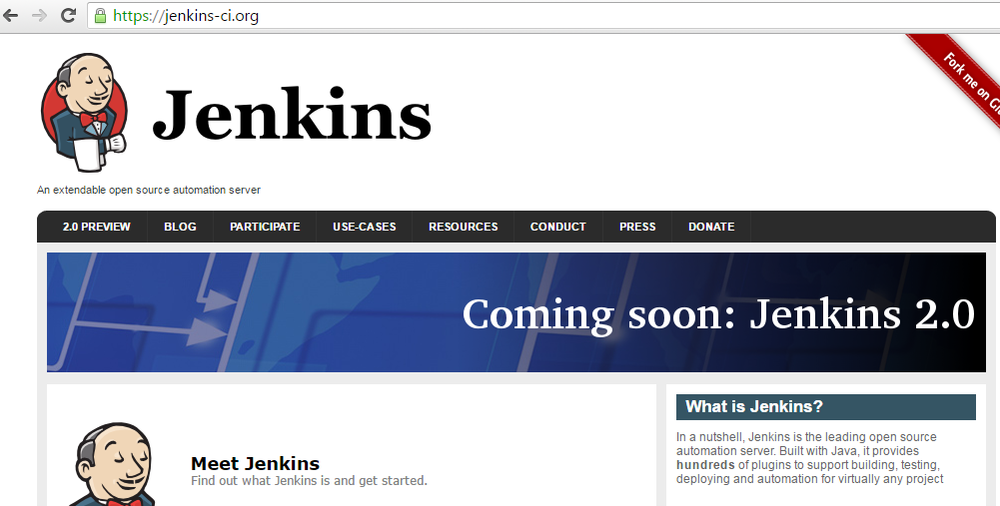 https://jenkins-ci.org
Fork me on
Jenkins
An extendable open source automation server
2.0 PREVIEW BLOG PARTICIPATE USE-CASES RESOURCES CONDUCT PRESS DONATE
Coming soon: Jenkins 2.0
What is Jenkins?
In a nutshell, Jenkins is the leading open source
automation server. Built with Java, it provides
hundreds of plugins to support building, testing,
deploying and automation for virtually any project
Meet Jenkins
Find out what Jenkins is and get started.